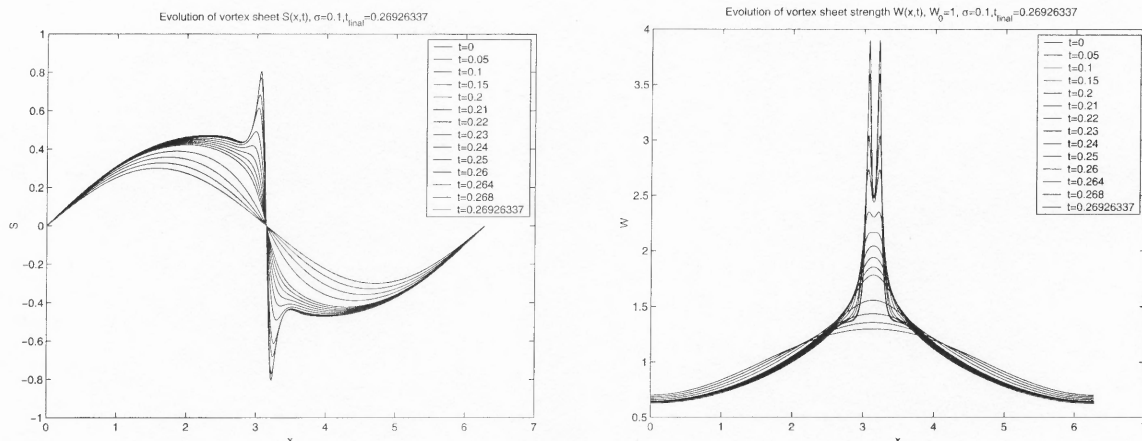 Evolution of vortex sheet S(x,t), σ=0.1,t_final=0.26926337
1
0.8
0.6
0.4
0.2
0
−0.2
−0.4
−0.6
−0.8
−1
S
0 1 2 3 4 5 6 7
x
t=0
t=0.05
t=0.1
t=0.15
t=0.2
t=0.21
t=0.22
t=0.23
t=0.24
t=0.25
t=0.26
t=0.264
t=0.268
t=0.26926337
Evolution of vortex sheet strength W(x,t), W_0=1, σ=0.1,t_final=0.26926337
4
3.5
3
2.5
2
1.5
1
0.5
W
0 1 2 3 4 5 6
x
t=0
t=0.05
t=0.1
t=0.15
t=0.2
t=0.21
t=0.22
t=0.23
t=0.24
t=0.25
t=0.26
t=0.264
t=0.268
t=0.26926337